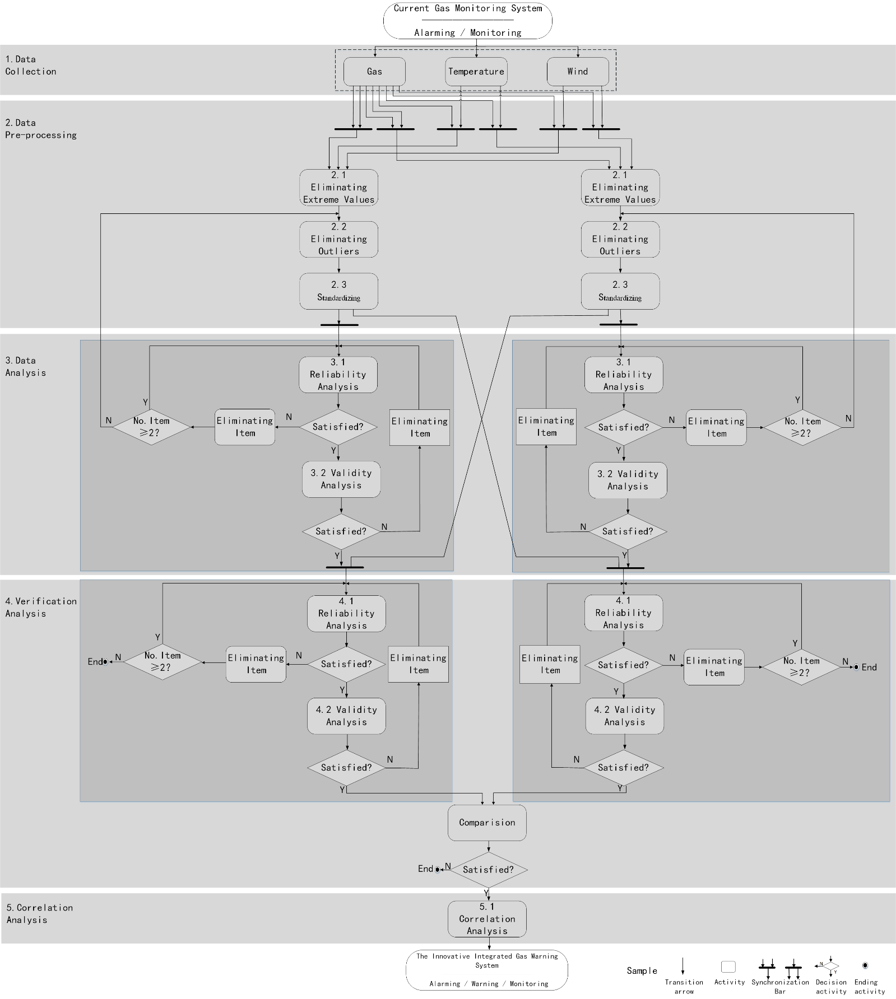 Current Gas Monitoring System
Alarming / Monitoring
1.Data
Collection
Gas
Temperature
Wind
2.Data
Pre-processing
2.1
Eliminating
Extreme Values
2.1
Eliminating
Extreme Values
2.2
Eliminating
Outliers
2.2
Eliminating
Outliers
2.3
Standardizing
2.3
Standardizing
3.Data
Analysis
3.1
Reliability
Analysis
3.1
Reliability
Analysis
Y
Y
N
No.Item
≥2?
Eliminating
Item
N
Satisfied?
Eliminating
Item
Eliminating
Item
Satisfied?
N
Eliminating
Item
No.Item
≥2?
N
Y
Y
3.2 Validity
Analysis
3.2 Validity
Analysis
Satisfied?
N
N
Satisfied?
Y
Y
4.Verification
Analysis
4.1
Reliability
Analysis
4.1
Reliability
Analysis
Y
Y
End
N
No.Item
≥2?
Eliminating
Item
N
Satisfied?
Eliminating
Item
Eliminating
Item
Satisfied?
N
Eliminating
Item
No.Item
≥2?
N
End
Y
Y
4.2 Validity
Analysis
4.2 Validity
Analysis
Satisfied?
N
N
Satisfied?
Y
Y
Comparision
End
N
Satisfied?
Y
5.Correlation
Analysis
5.1
Correlation
Analysis
The Innovative Integrated Gas Warning
System
Alarming / Warning / Monitoring
Sample
N
Y
Transition
arrow
Activity
Synchronization
Bar
Decision
activity
Ending
activity